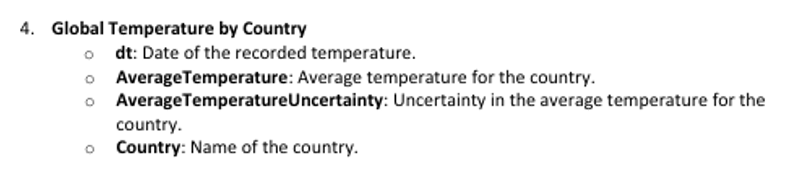 4. Global Temperature by Country
o dt: Date of the recorded temperature.
o AverageTemperature: Average temperature for the country.
o AverageTemperatureUncertainty: Uncertainty in the average temperature for the
country.
o Country: Name of the country.